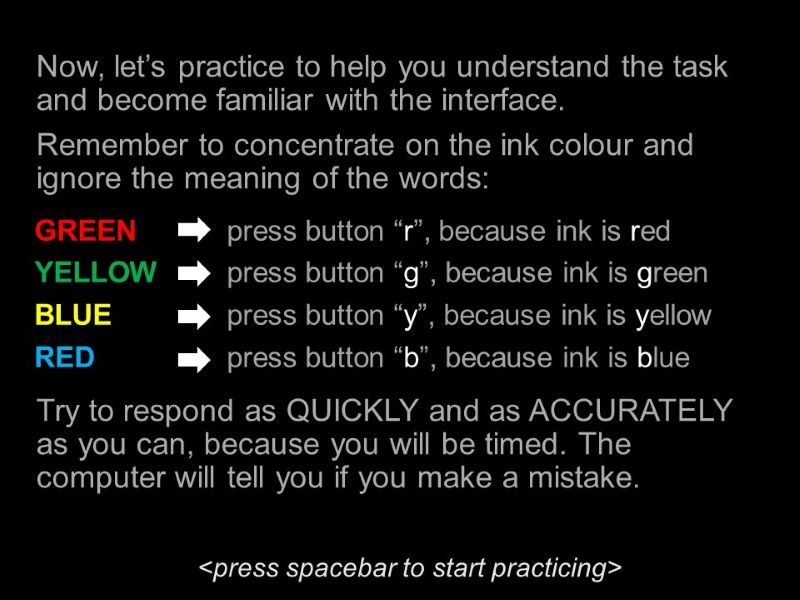 Now, let’s practice to help you understand the task
and become familiar with the interface.
Remember to concentrate on the ink colour and
ignore the meaning of the words:
GREEN press button “r”, because ink is red
YELLOW press button “g”, because ink is green
BLUE press button “y”, because ink is yellow
RED press button “b”, because ink is blue
Try to respond as QUICKLY and as ACCURATELY
as you can, because you will be timed. The
computer will tell you if you make a mistake.
<press spacebar to start practicing>